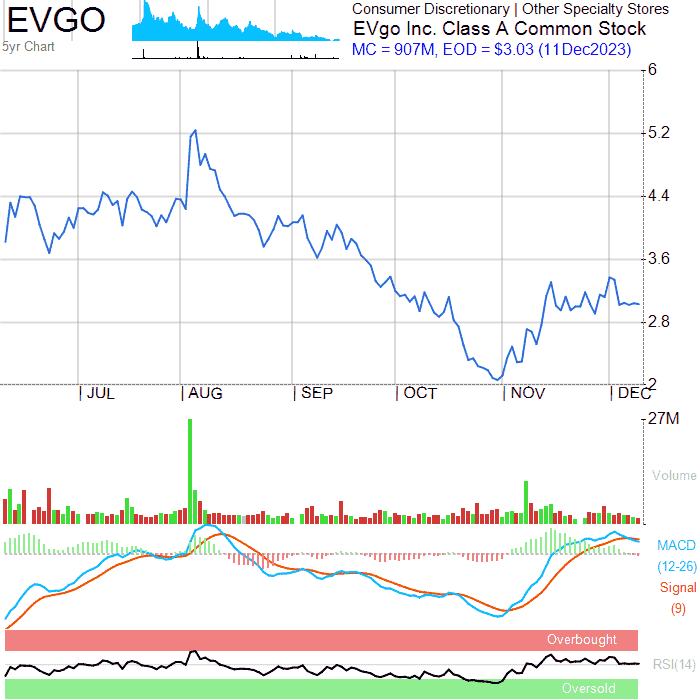 EVGO
5yr Chart
Consumer Discretionary | Other Specialty Stores
EVgo Inc. Class A Common Stock
MC = 907M, EOD = $3.03 (11Dec2023)
6
5.2
4.4
3.6
2.8
2
| JUL | AUG | SEP | OCT | NOV | DEC
27M
Volume
MACD
(12-26)
Signal
(9)
Overbought
RSI(14)
Oversold